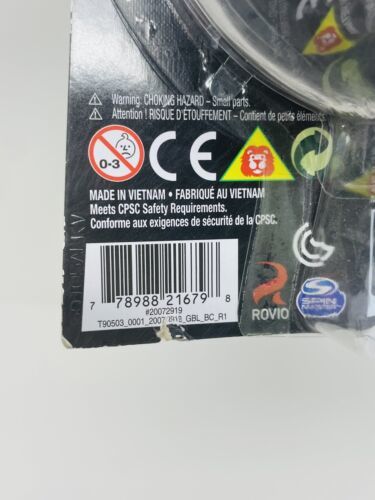 Warning: CHOKING HAZARD – Small parts.
Attention ! RISQUE D'ÉTOUFFEMENT – Contient de petits éléments.
0-3
CE
MADE IN VIETNAM • FABRIQUÉ AU VIETNAM
Meets CPSC Safety Requirements.
Conforme aux exigences de sécurité de la CPSC.
7 78988 21679 8
#20072919
ROVIO
SPIN MASTER